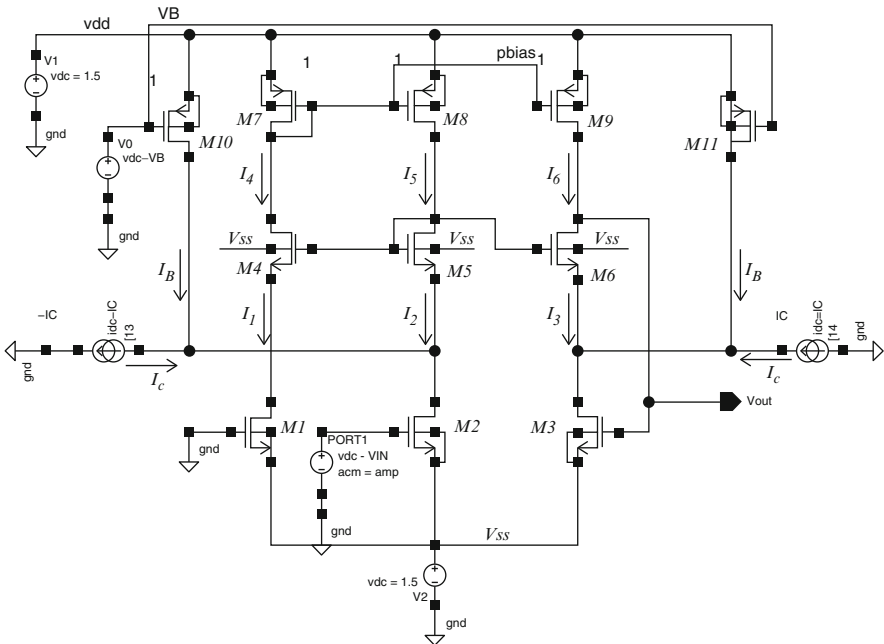 VB
vdd
pbias
V1
vdc = 1.5
gnd
1
1
1
1
M7
M8
M9
M10
M11
V0
vdc-VB
gnd
I4
I5
I6
Vss
Vss
Vss
M4
M5
M6
IB
IB
I1
I2
I3
-IC
idc-IC
[13
gnd
Ic
IC
idc=IC
[14
gnd
Ic
Vout
M1
M2
M3
gnd
PORT1
vdc - VIN
acm = amp
gnd
Vss
vdc = 1.5
V2
gnd